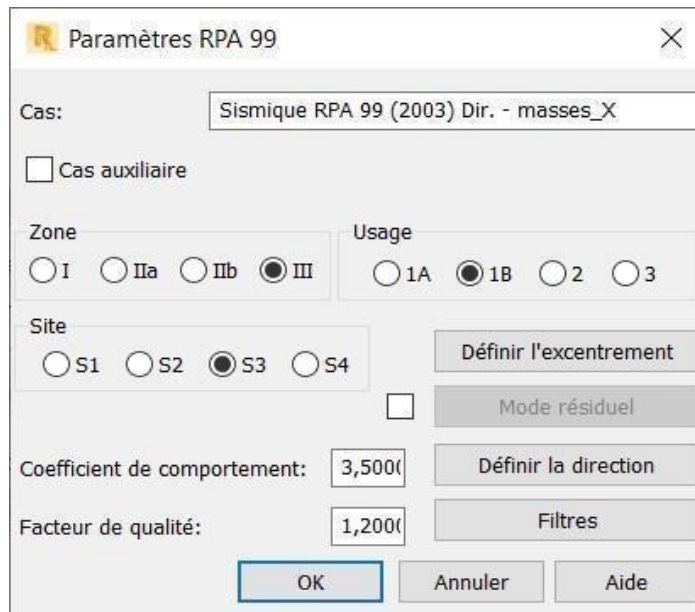 Paramètres RPA 99
Cas: Sismique RPA 99 (2003) Dir. - masses_X
Cas auxiliaire
Zone Usage
I IIa IIb III 1A 1B 2 3
Site
S1 S2 S3 S4
Définir l'excentrement
Mode résiduel
Coefficient de comportement: 3,5000 Définir la direction
Facteur de qualité: 1,2000 Filtres
OK Annuler Aide